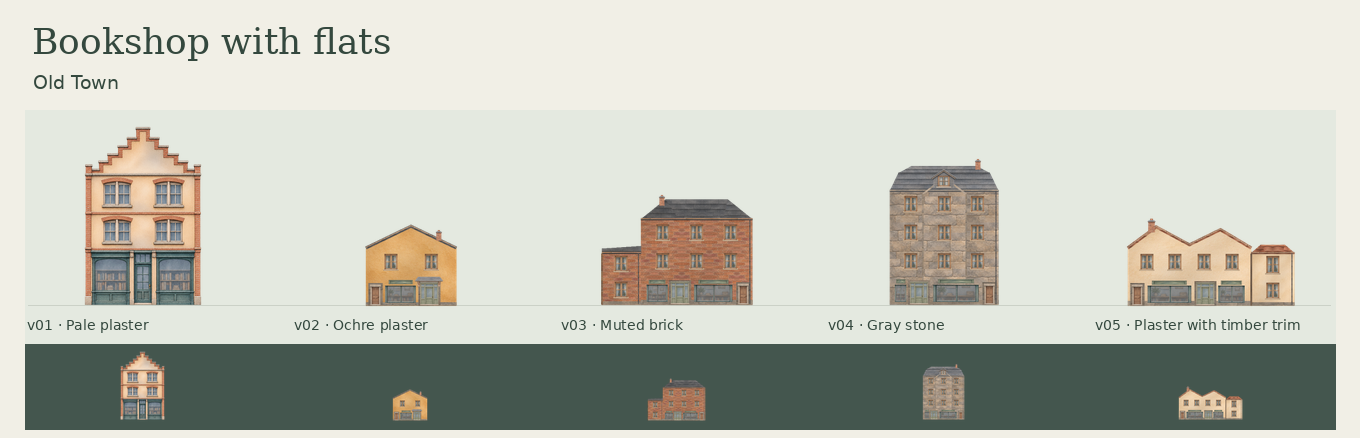 Bookshop with flats
Old Town
v01 · Pale plaster
v02 · Ochre plaster
v03 · Muted brick
v04 · Gray stone
v05 · Plaster with timber trim